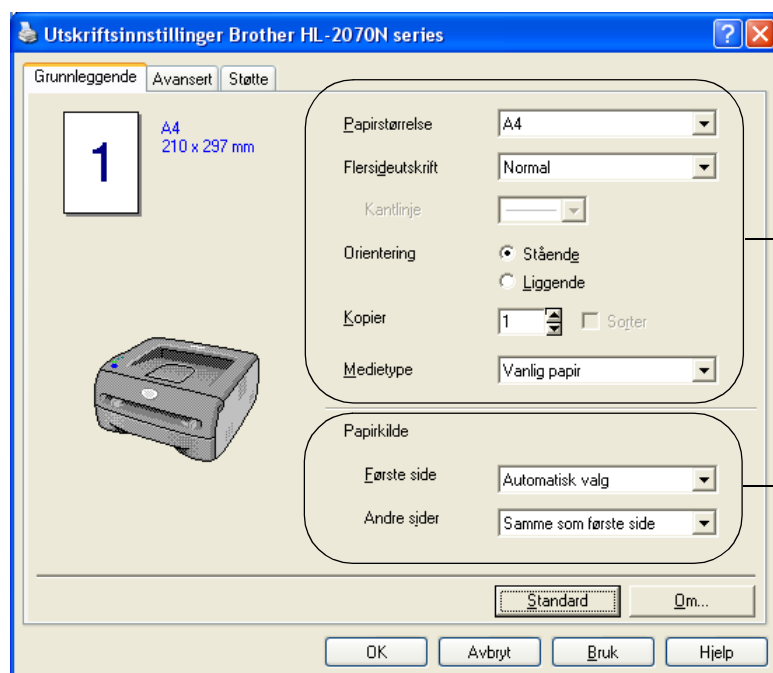 Utskriftsinnstillinger Brother HL-2070N series
Grunnleggende Avansert Støtte
1
A4
210 x 297 mm
Papirstørrelse A4
Flersideutskrift Normal
Kantlinje
Orientering Stående
Liggende
Kopier 1 Sorter
Medietype Vanlig papir
Papirkilde
Første side Automatisk valg
Andre sider Samme som første side
Standard Om...
OK Avbryt Bruk Hjelp